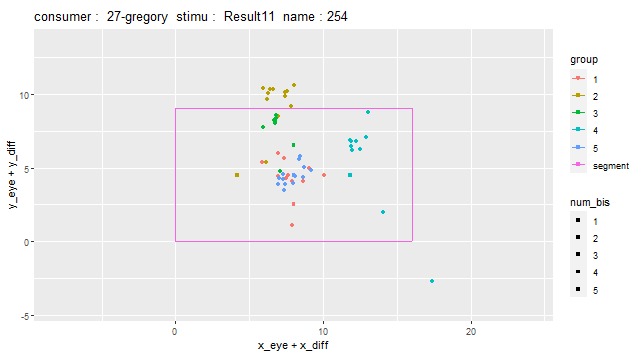 consumer :  27-gregory  stimu :  Result11  name : 254
10
5
0
-5
0
10
20
x_eye + x_diff
y_eye + y_diff
group
1
2
3
4
5
segment
num_bis
1
2
3
4
5